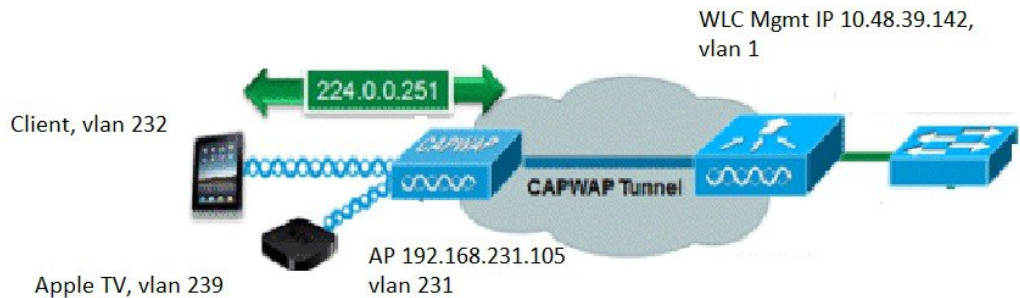 WLC Mgmt IP 10.48.39.142,
vlan 1
224.0.0.251
Client, vlan 232
CAPWAP
CAPWAP Tunnel
AP 192.168.231.105
vlan 231
Apple TV, vlan 239